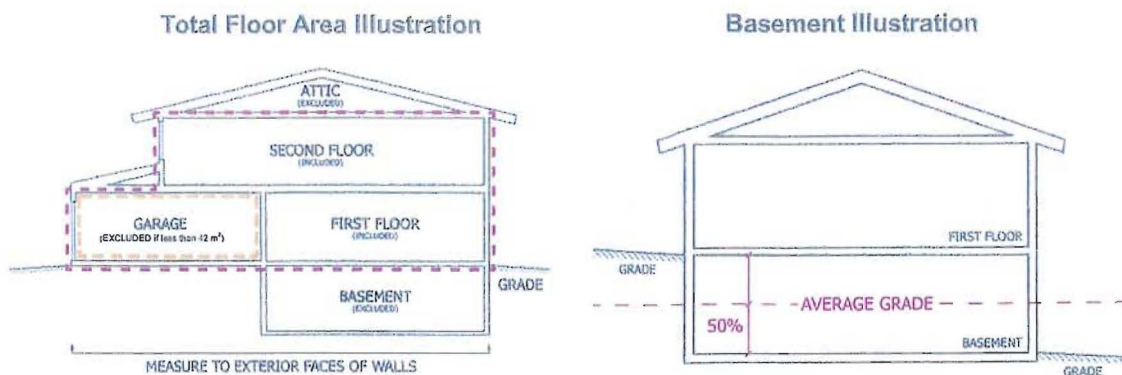 Total Floor Area Illustration
ATTIC
(EXCLUDED)
SECOND FLOOR
(INCLUDED)
GARAGE
(EXCLUDED if less than 42 m²)
FIRST FLOOR
(INCLUDED)
GRADE
BASEMENT
(EXCLUDED)
MEASURE TO EXTERIOR FACES OF WALLS
Basement Illustration
FIRST FLOOR
GRADE
AVERAGE GRADE
50%
BASEMENT
GRADE